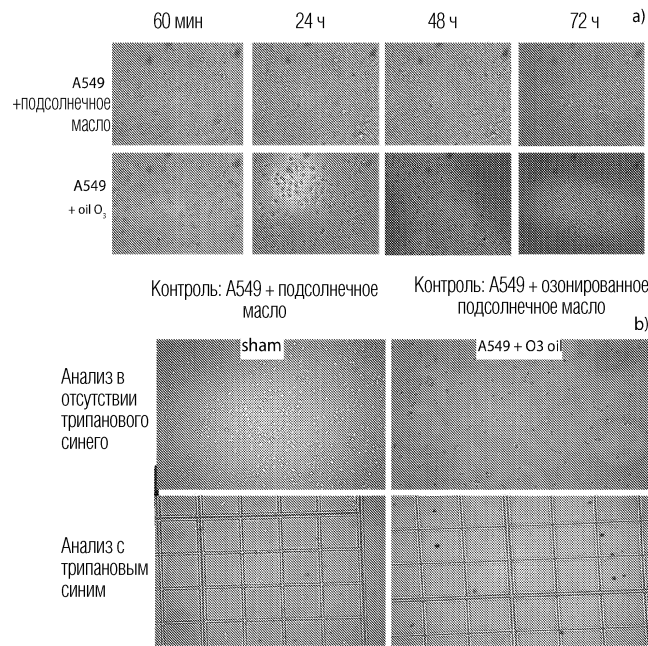 60 мин 24 ч 48 ч 72 ч a)
A549
+подсолнечное
масло
A549
+ oil O₃
Контроль: A549 + подсолнечное
масло
Контроль: A549 + озонированное
подсолнечное масло
b)
sham A549 + O3 oil
Анализ в
отсутствии
трипанового
синего
Анализ с
трипановым
синим